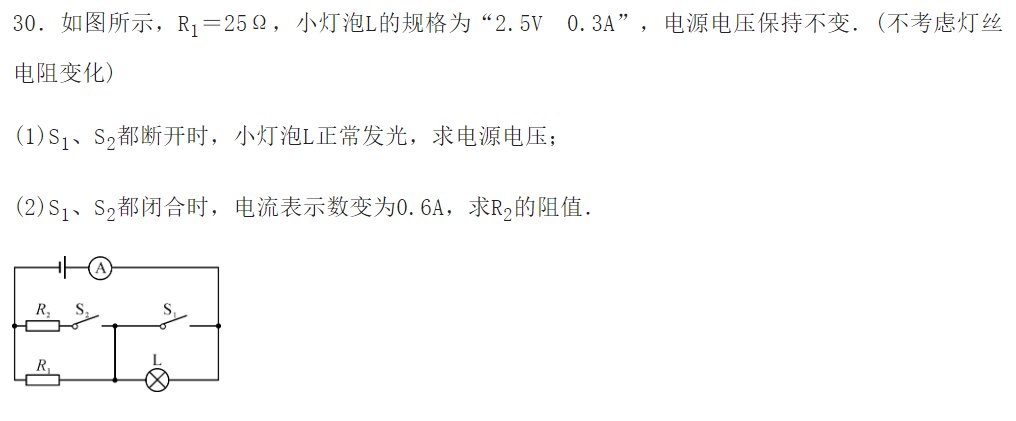 30．如图所示，R₁＝25Ω，小灯泡L的规格为“2.5V  0.3A”，电源电压保持不变．(不考虑灯丝
电阻变化)
(1)S₁、S₂都断开时，小灯泡L正常发光，求电源电压；
(2)S₁、S₂都闭合时，电流表示数变为0.6A，求R₂的阻值．
A
R₂ S₂ S₁
R₁ L